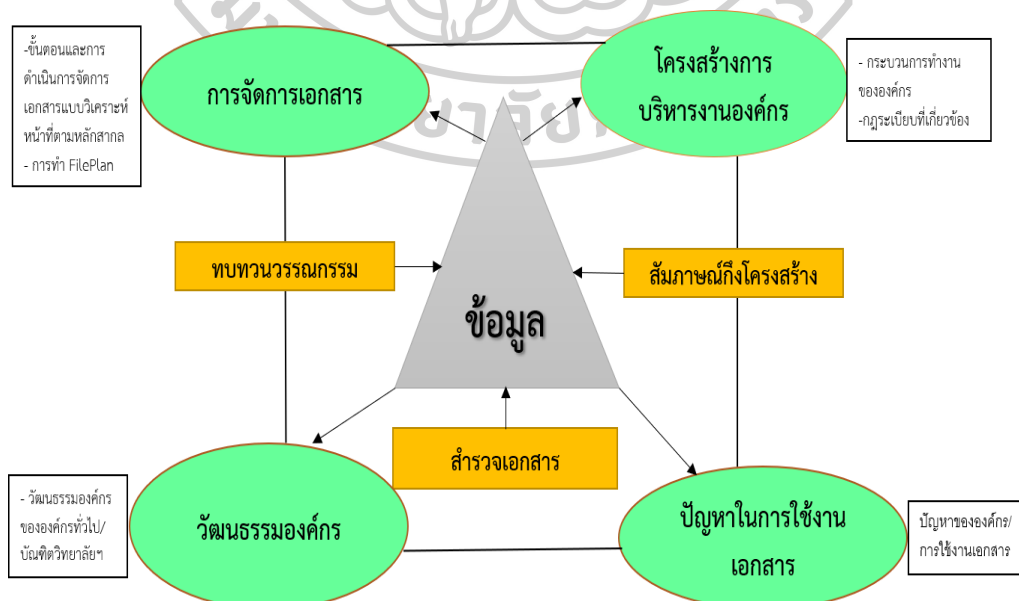 -ขั้นตอนและการ
ดำเนินการจัดการ
เอกสารแบบวิเคราะห์
หน้าที่ตามหลักสากล
- การทำ FilePlan
การจัดการเอกสาร
โครงสร้างการ
บริหารงานองค์กร
- กระบวนการทำงาน
ขององค์กร
-กฎระเบียบที่เกี่ยวข้อง
ทบทวนวรรณกรรม
สัมภาษณ์กึ่งโครงสร้าง
ข้อมูล
สำรวจเอกสาร
- วัฒนธรรมองค์กร
ขององค์กรทั่วไป/
บัณฑิตวิทยาลัยฯ
วัฒนธรรมองค์กร
ปัญหาในการใช้งาน
เอกสาร
ปัญหาขององค์กร/
การใช้งานเอกสาร